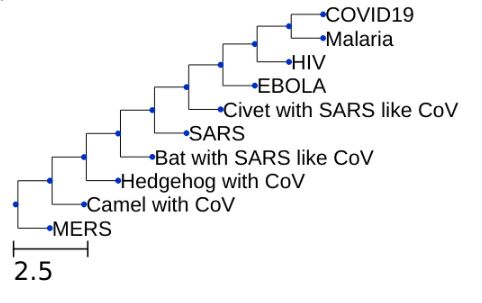 COVID19
Malaria
HIV
EBOLA
Civet with SARS like CoV
SARS
Bat with SARS like CoV
Hedgehog with CoV
Camel with CoV
MERS
2.5